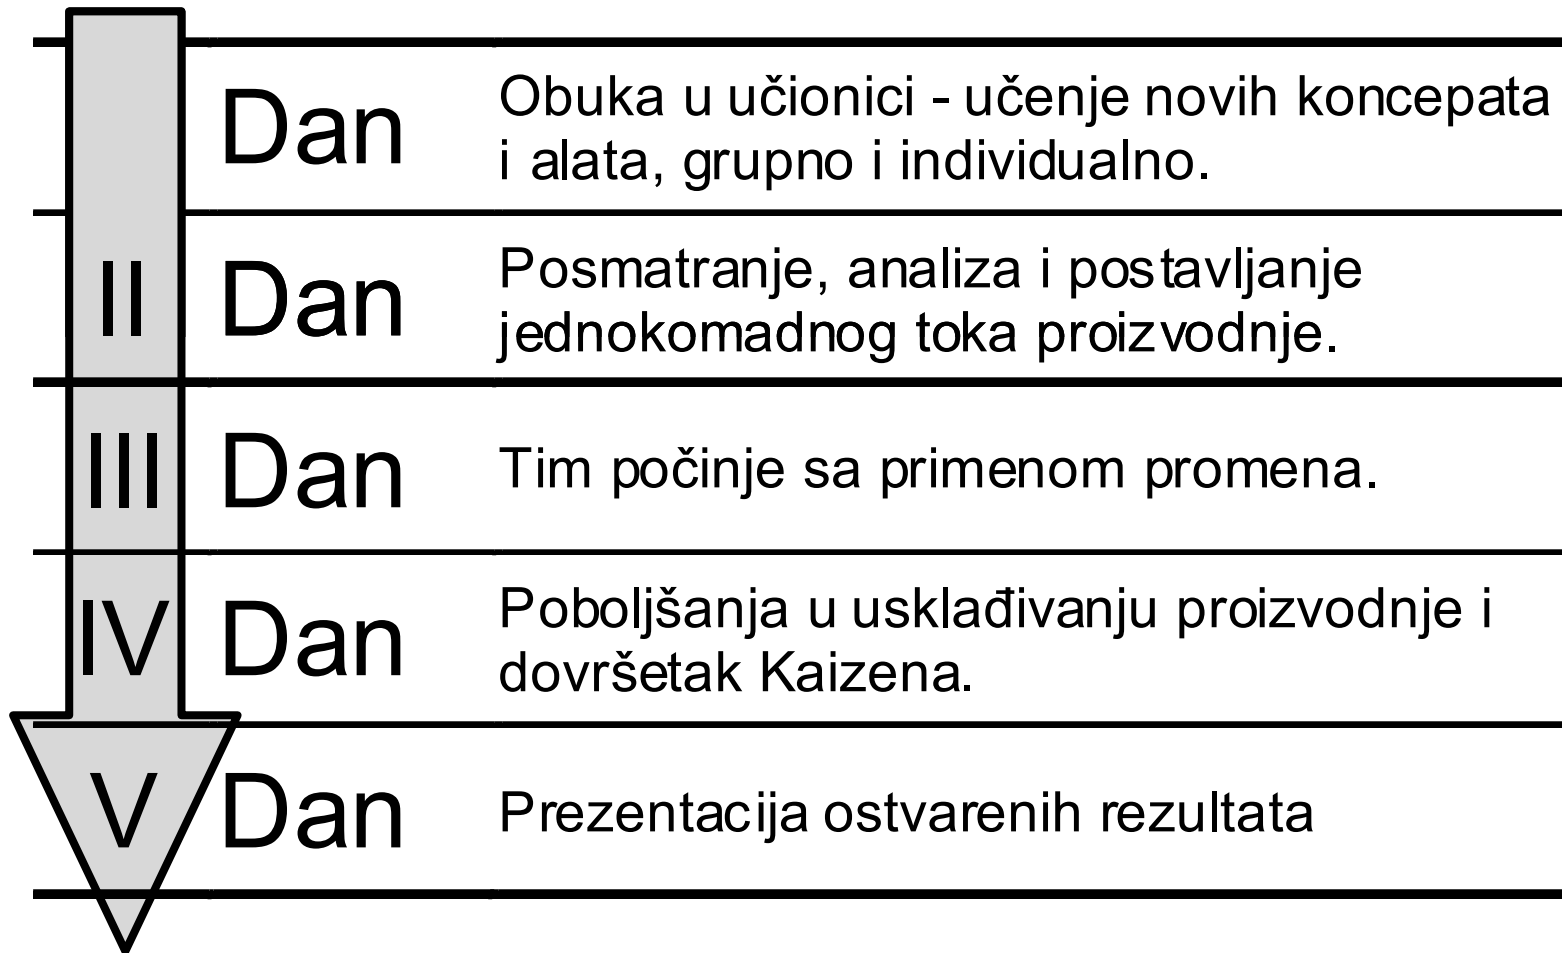 Dan Obuka u učionici - učenje novih koncepata
i alata, grupno i individualno.
II Dan Posmatranje, analiza i postavljanje
jednokomadnog toka proizvodnje.
III Dan Tim počinje sa primenom promena.
IV Dan Poboljšanja u usklađivanju proizvodnje i
dovršetak Kaizena.
V Dan Prezentacija ostvarenih rezultata